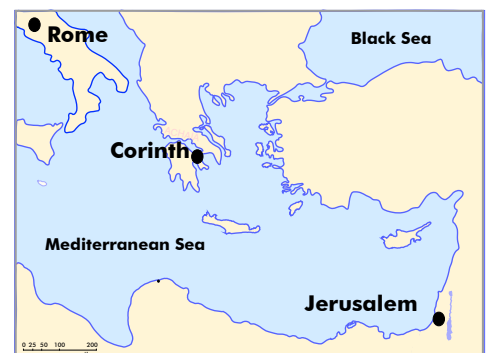 Rome
Black Sea
Corinth
Mediterranean Sea
Jerusalem
0 25 50 100 200